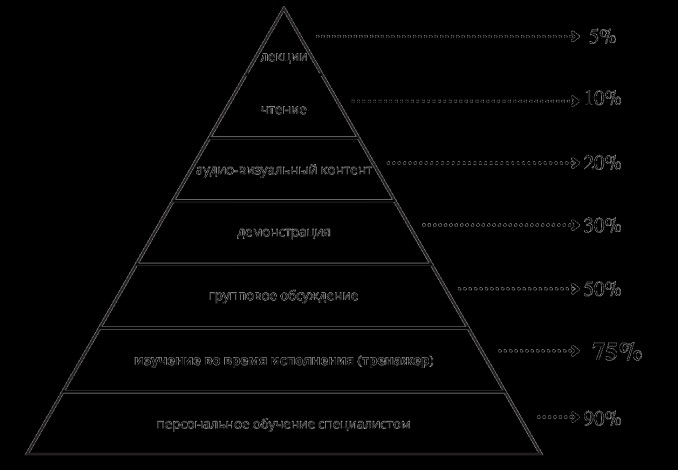 лекции
5%
чтение
10%
аудио-визуальный контент
20%
демонстрация
30%
групповое обсуждение
50%
изучение во время исполнения (тренажер)
75%
персональное обучение специалистом
90%